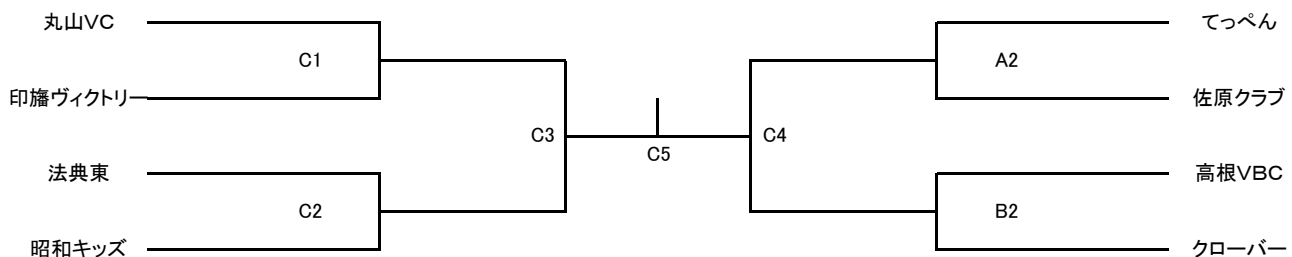 丸山VC
てっぺん
C1
A2
印旛ヴィクトリー
佐原クラブ
C3
C4
C5
法典東
高根VBC
C2
B2
昭和キッズ
クローバー